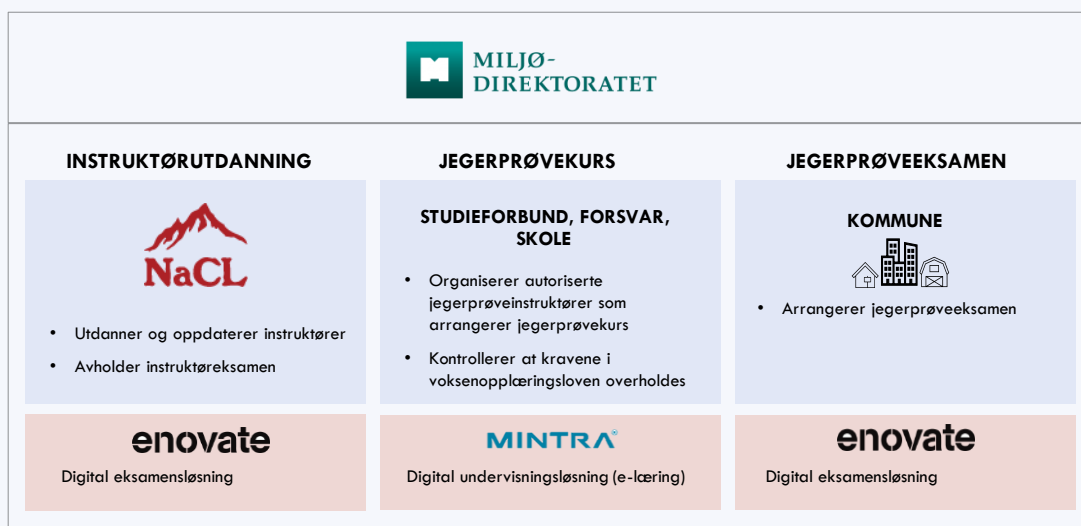 MILJØ-
DIREKTORATET
INSTRUKTØRUTDANNING
NaCL
• Utdanner og oppdaterer instruktører
• Avholder instruktøreksamen
enovate
Digital eksamensløsning
JEGERPRØVEKURS
STUDIEFORBUND, FORSVAR,
SKOLE
• Organiserer autoriserte
jegerprøveinstruktører som
arrangerer jegerprøvekurs
• Kontrollerer at kravene i
voksenopplæringsloven overholdes
MINTRA®
Digital undervisningsløsning (e-læring)
JEGERPRØVEEKSAMEN
KOMMUNE
• Arrangerer jegerprøveeksamen
enovate
Digital eksamensløsning